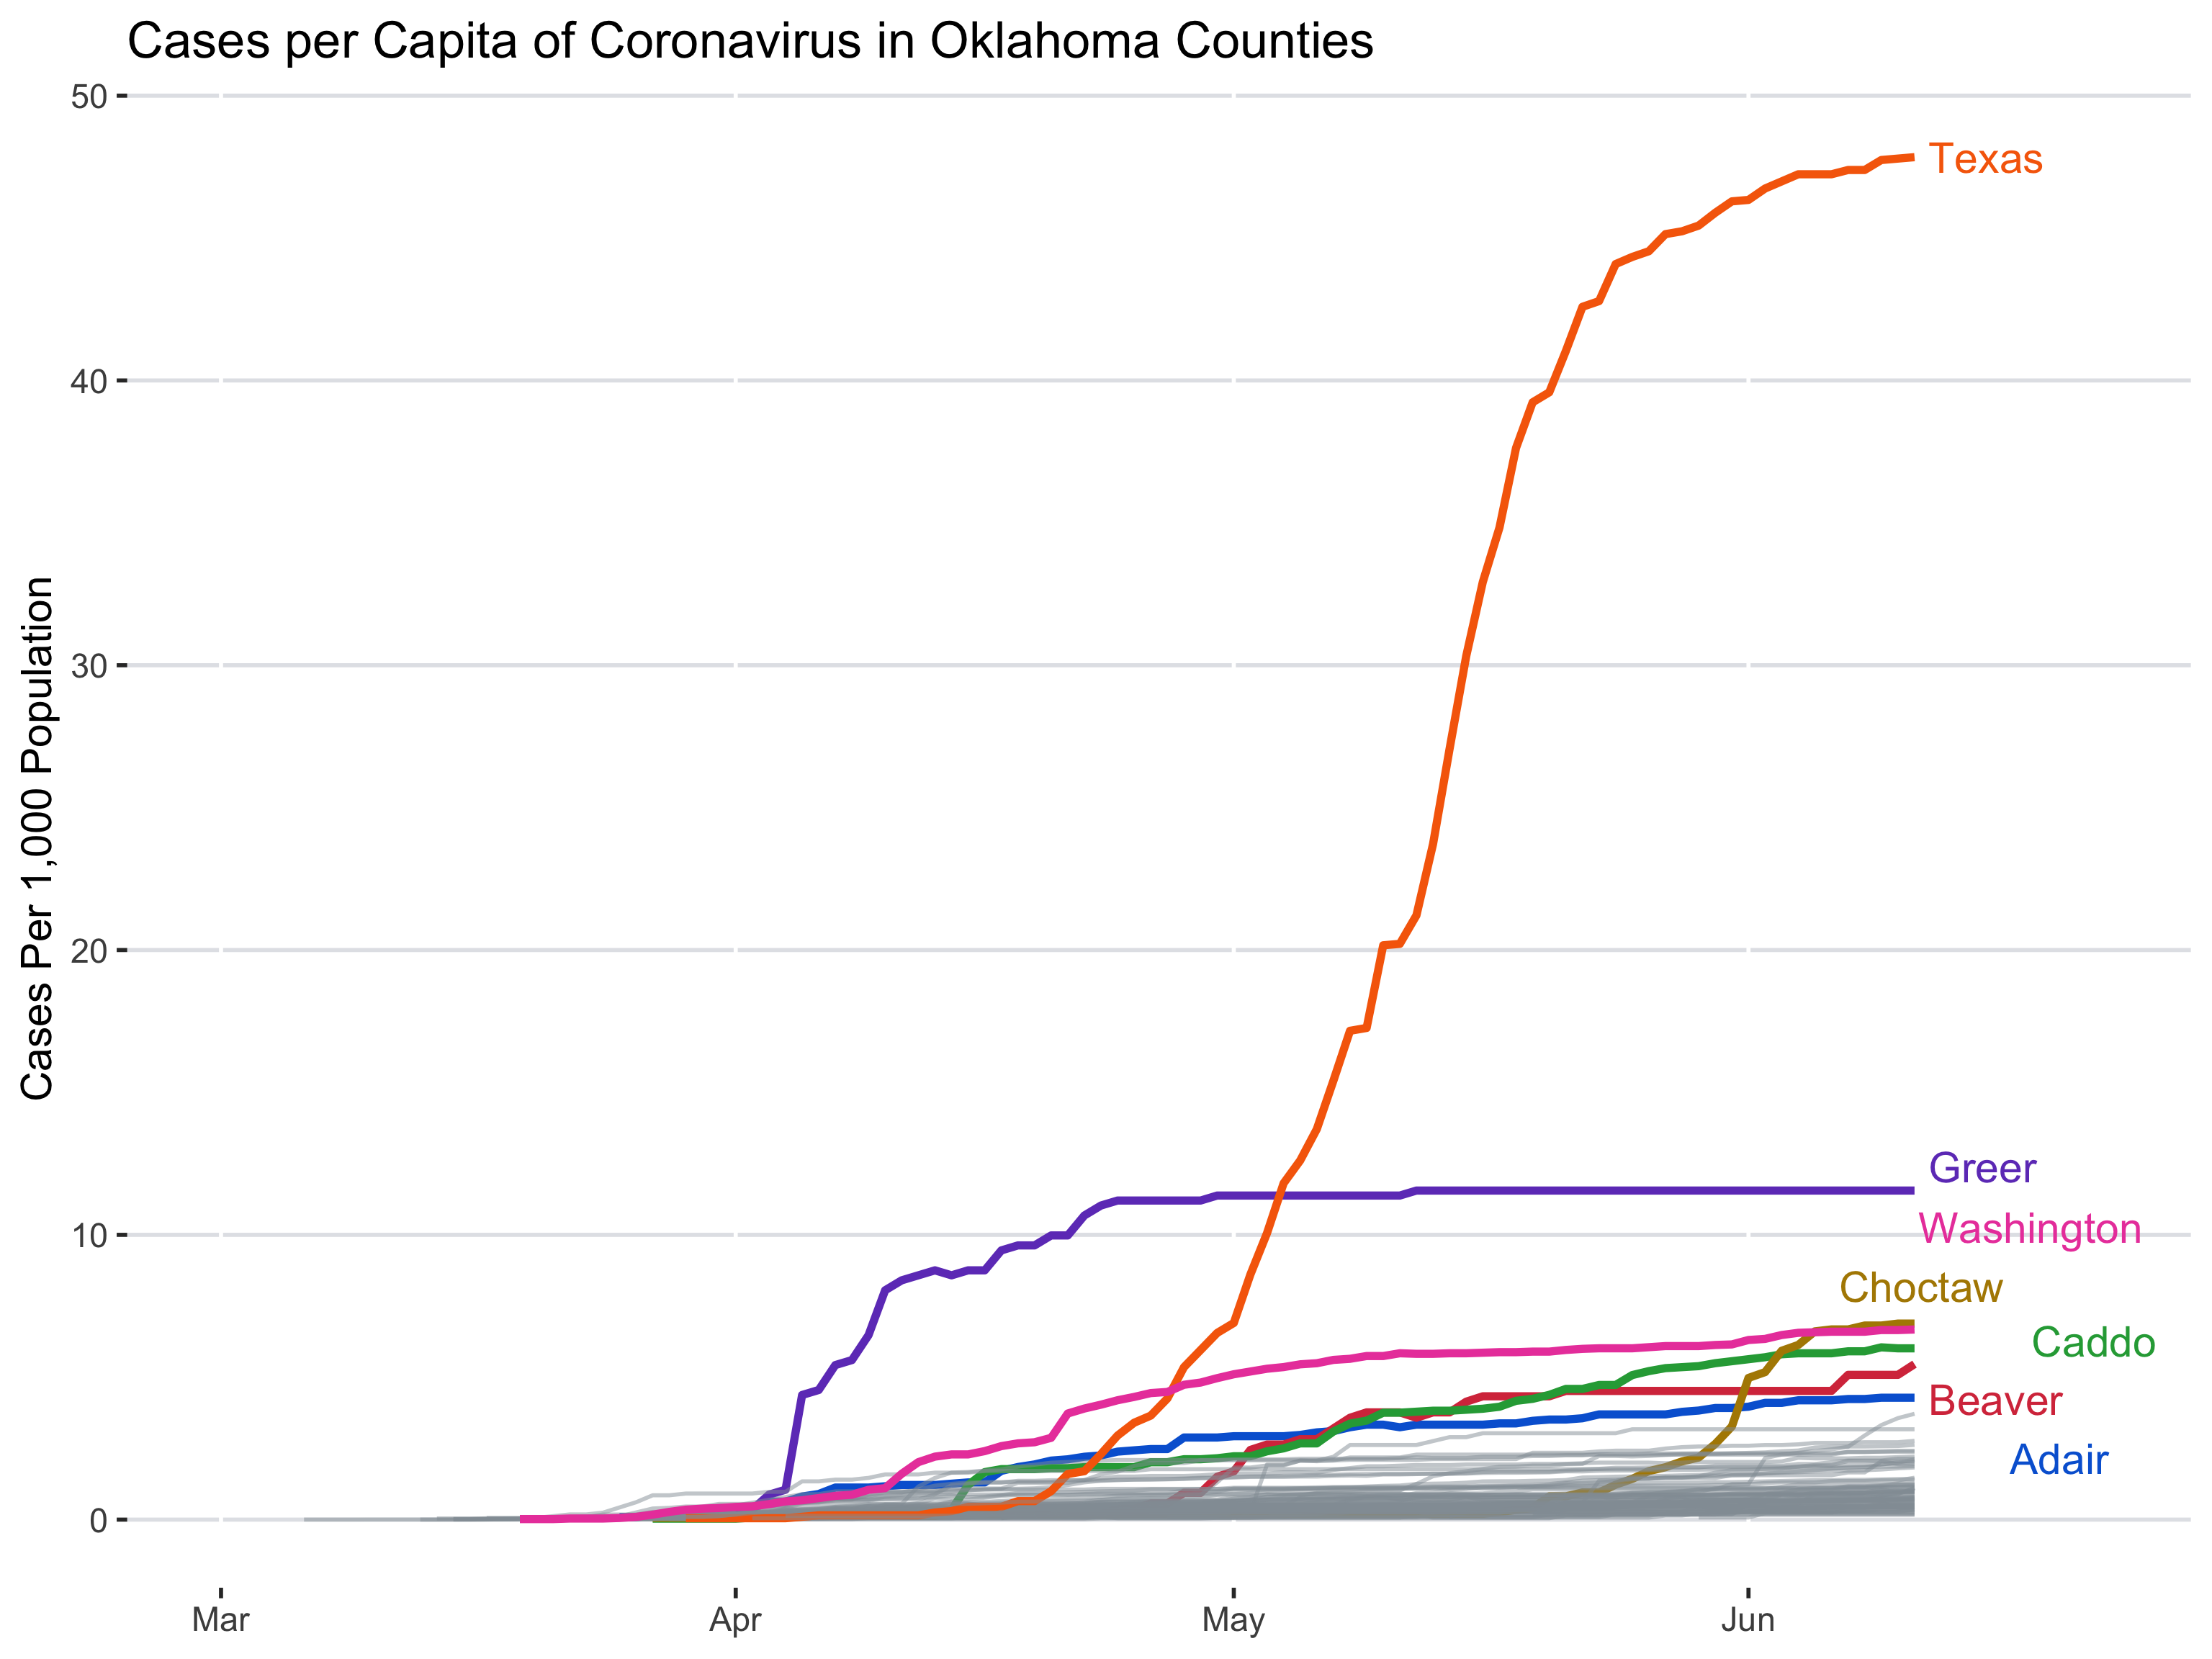 Cases per Capita of Coronavirus in Oklahoma Counties
Cases Per 1,000 Population
50
40
30
20
10
0
Texas
Greer
Washington
Choctaw
Caddo
Beaver
Adair
Mar
Apr
May
Jun